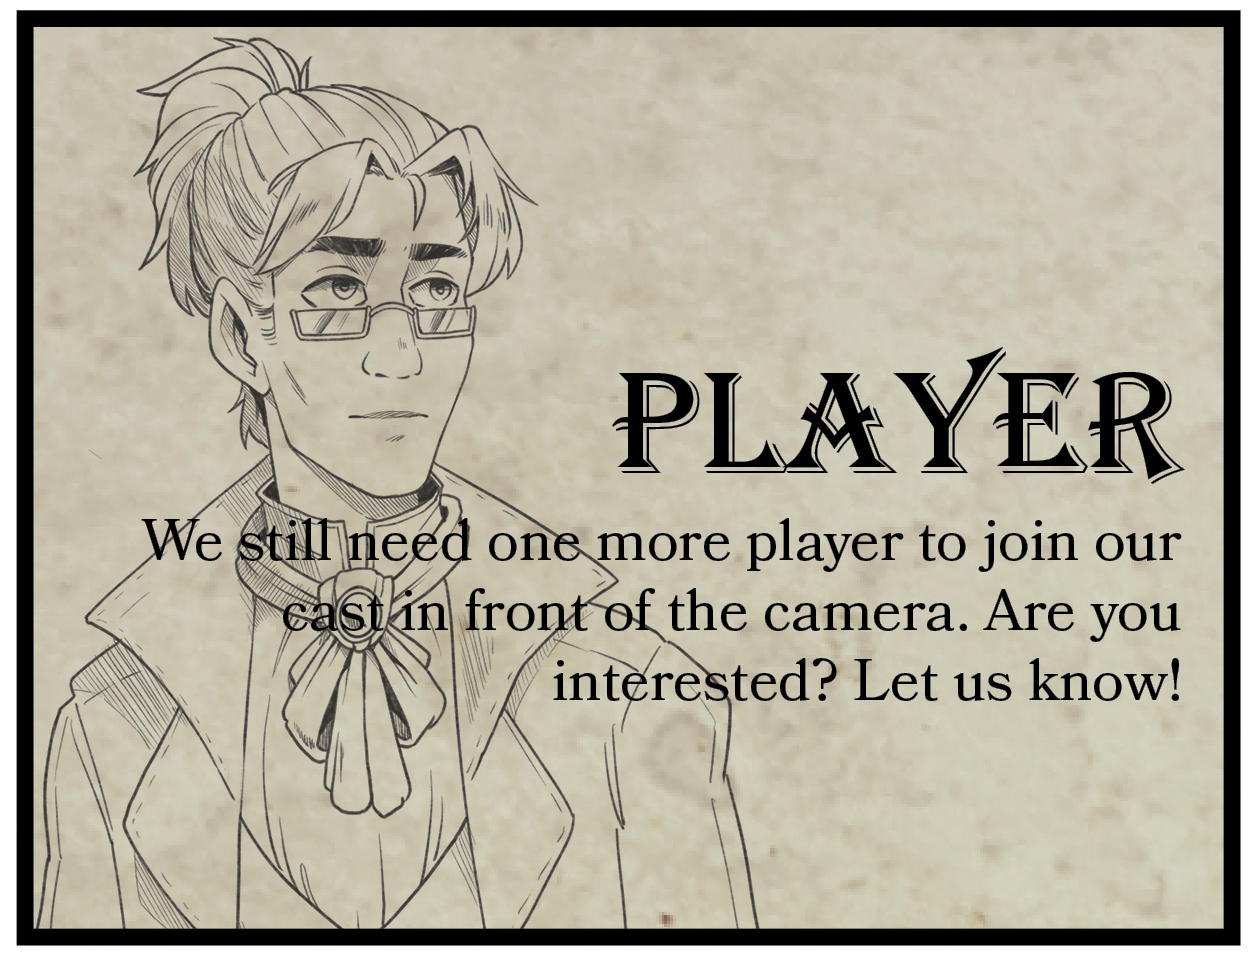 PLAYER
We still need one more player to join our
cast in front of the camera. Are you
interested? Let us know!